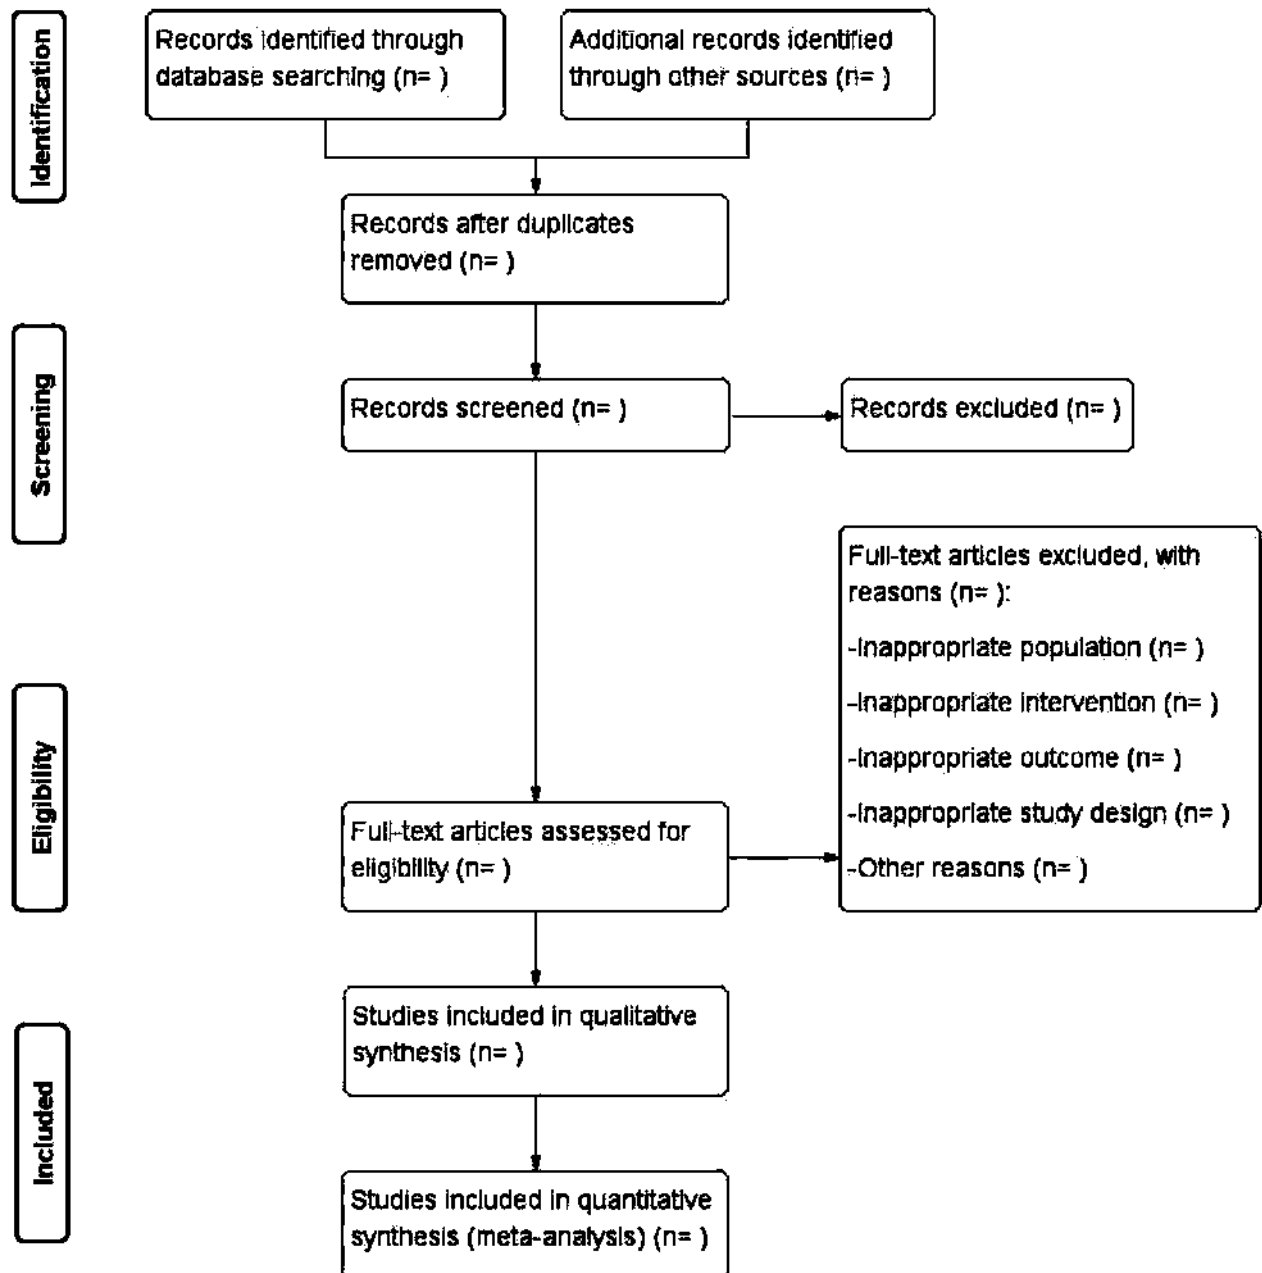 Identification
Records identified through
database searching (n= )
Additional records identified
through other sources (n= )
Records after duplicates
removed (n= )
Screening
Records screened (n= )
Records excluded (n= )
Full-text articles excluded, with
reasons (n= ):
-Inappropriate population (n= )
-Inappropriate intervention (n= )
-Inappropriate outcome (n= )
-Inappropriate study design (n= )
-Other reasons (n= )
Eligibility
Full-text articles assessed for
eligibility (n= )
Included
Studies included in qualitative
synthesis (n= )
Studies included in quantitative
synthesis (meta-analysis) (n= )